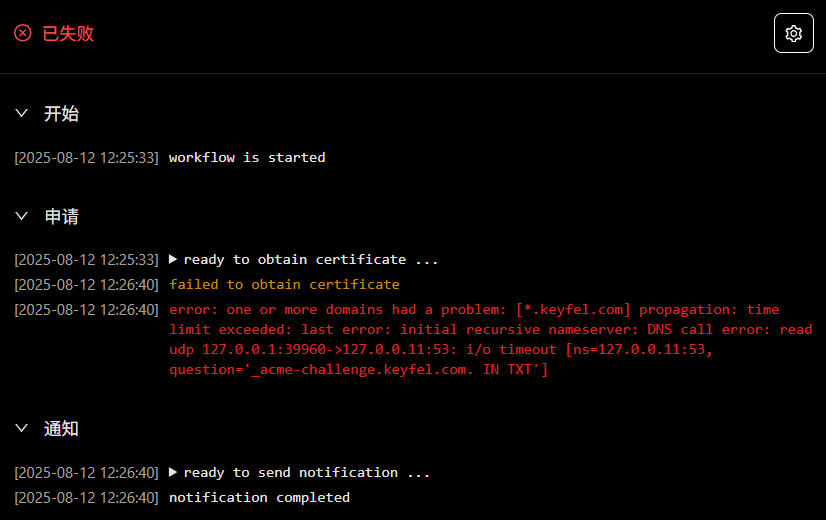 已失败
开始
[2025-08-12 12:25:33] workflow is started
申请
[2025-08-12 12:25:33] ready to obtain certificate ...
[2025-08-12 12:26:40] failed to obtain certificate
[2025-08-12 12:26:40] error: one or more domains had a problem: [*.keyfel.com] propagation: time
limit exceeded: last error: initial recursive nameserver: DNS call error: read
udp 127.0.0.1:39960->127.0.0.11:53: i/o timeout [ns=127.0.0.11:53,
question='_acme-challenge.keyfel.com. IN TXT']
通知
[2025-08-12 12:26:40] ready to send notification ...
[2025-08-12 12:26:40] notification completed